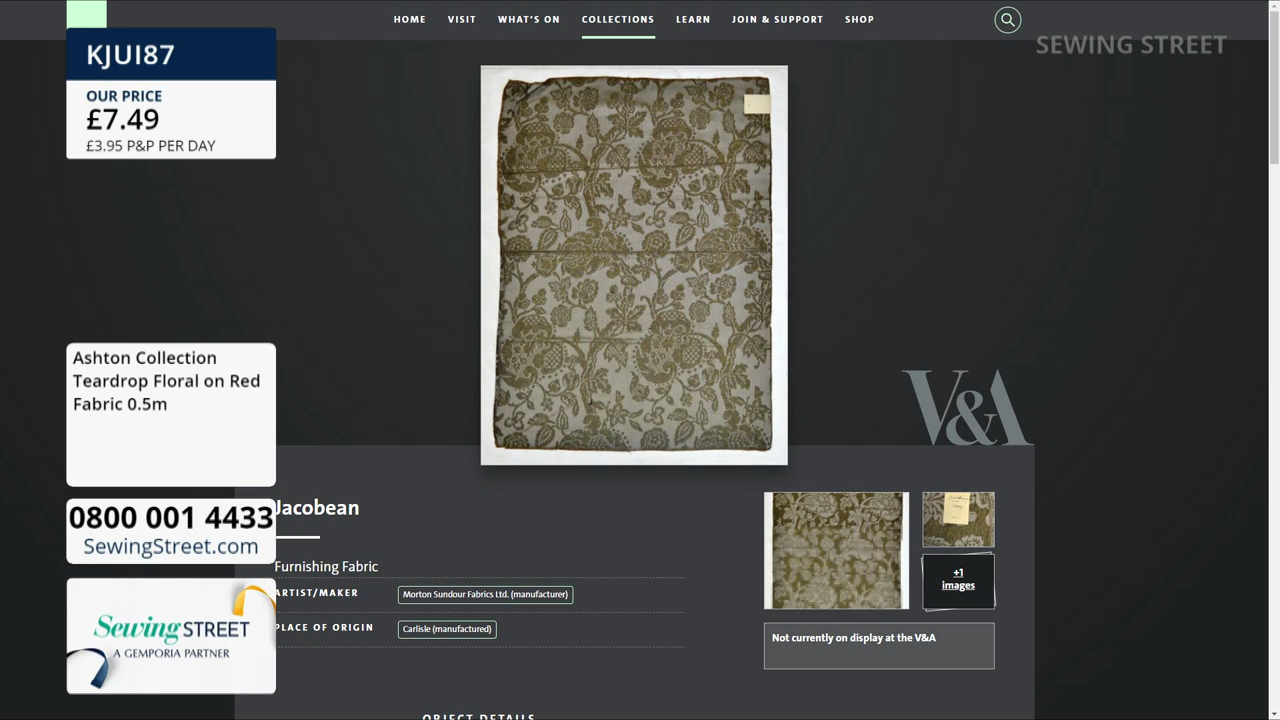 HOME VISIT WHAT'S ON COLLECTIONS LEARN JOIN & SUPPORT SHOP
SEWING STREET
KJUI87
OUR PRICE
£7.49
£3.95 P&P PER DAY
Ashton Collection
Teardrop Floral on Red
Fabric 0.5m
0800 001 4433
SewingStreet.com
Sewing STREET
A GEMPORIA PARTNER
V&A
Jacobean
Furnishing Fabric
ARTIST/MAKER Morton Sundour Fabrics Ltd. (manufacturer)
PLACE OF ORIGIN Carlisle (manufactured)
+1
images
Not currently on display at the V&A
OBJECT DETAILS